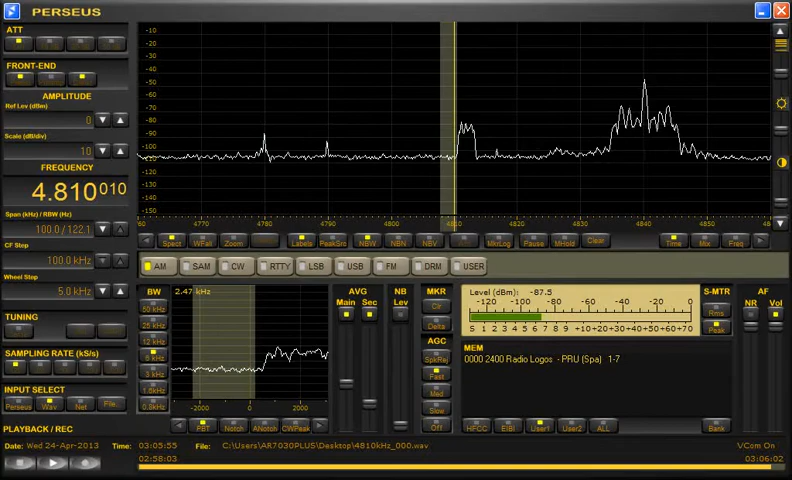 PERSEUS
ATT
FRONT-END
AMPLITUDE
Ref Lev (dBm)
0
Scale (dB/div)
10
FREQUENCY
4.810010
Span (kHz) / RBW (Hz)
100.0 / 122.1
CF Step
100.0 kHz
Wheel Step
5.0 kHz
TUNING
SAMPLING RATE (kS/s)
INPUT SELECT
Perseus Wav Net File..
-10
-20
-30
-40
-50
-60
-70
-80
-90
-100
-110
-120
-130
-140
-150
4770 4780 4790 4800 4810 4820 4830 4840 4850
Spect WFall Zoom Labels PeakSrc NBW NBN NBV MkrLog Pause MHold Clear Time Mix Freq
AM SAM CW RTTY LSB USB FM DRM USER
BW
50 kHz
25 kHz
12 kHz
6 kHz
3 kHz
1.6kHz
0.8kHz
2.47 kHz
-2000 0 2000
PBT Notch ANotch CWPeak
AVG
Main Sec
NB
Lev
MKR
Clr
Delta
AGC
SpkRej
Fast
Med
Slow
Off
Level (dBm): -87.5
-120 -100 -80 -60 -40 -20 0
S 1 2 3 4 5 6 7 8 9 +10 +20 +30 +40 +50 +60 +70
S-MTR
Rms
Peak
AF
NR Vol
MEM
0000 2400 Radio Logos - PRU (Spa) 1-7
HFCC EIBI User1 User2 ALL Bank
PLAYBACK / REC
Date: Wed 24-Apr-2013 Time: 03:05:55 File: C:\Users\AR7030PLUS\Desktop\4810kHz_000.wav VCom On
02:58:03 03:06:02